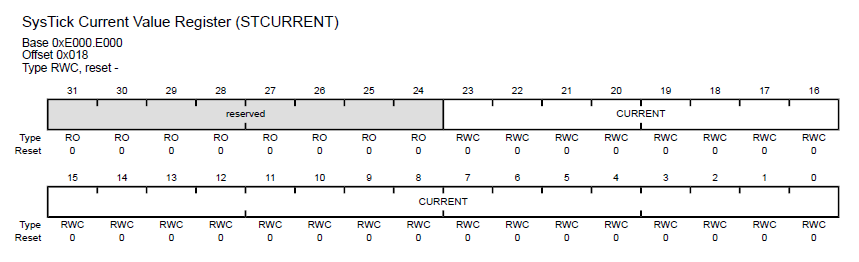 SysTick Current Value Register (STCURRENT)
Base 0xE000.E000
Offset 0x018
Type RWC, reset -
31 30 29 28 27 26 25 24 23 22 21 20 19 18 17 16
reserved CURRENT
Type RO RO RO RO RO RO RO RO RWC RWC RWC RWC RWC RWC RWC RWC
Reset 0 0 0 0 0 0 0 0 0 0 0 0 0 0 0 0
15 14 13 12 11 10 9 8 7 6 5 4 3 2 1 0
CURRENT
Type RWC RWC RWC RWC RWC RWC RWC RWC RWC RWC RWC RWC RWC RWC RWC RWC
Reset 0 0 0 0 0 0 0 0 0 0 0 0 0 0 0 0